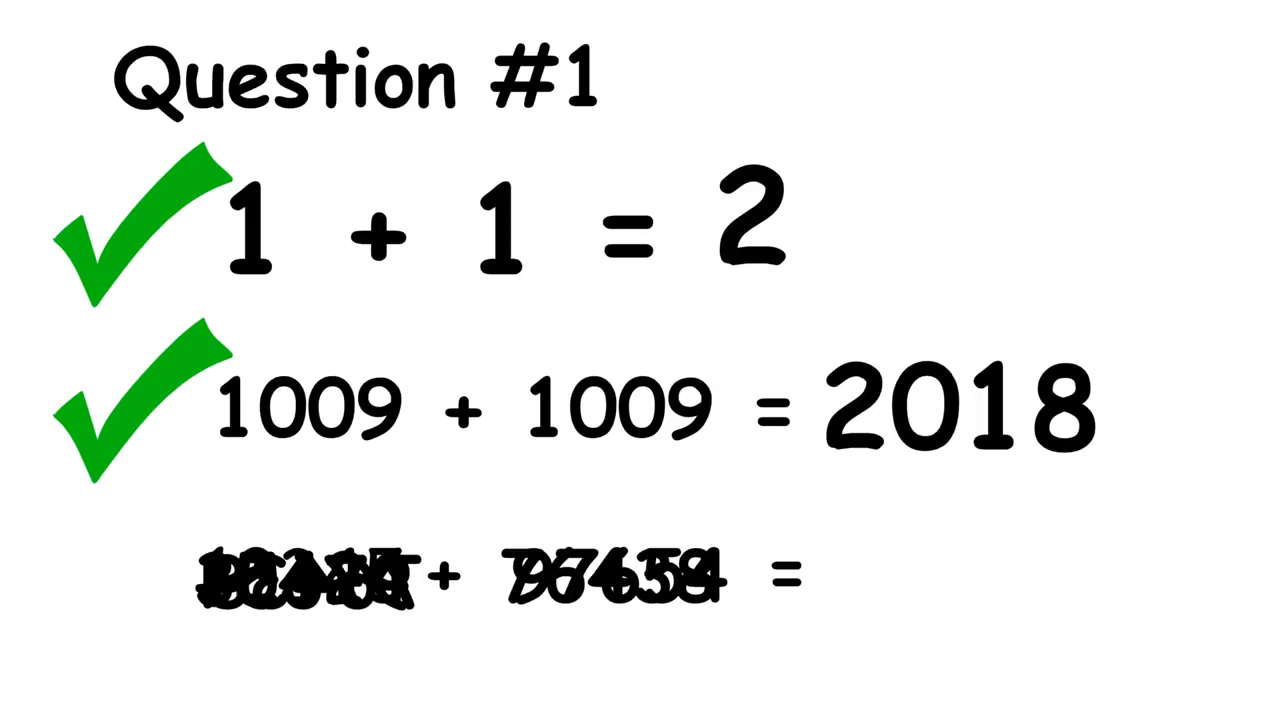 Question #1
1 + 1 = 2
1009 + 1009 = 2018
+ =